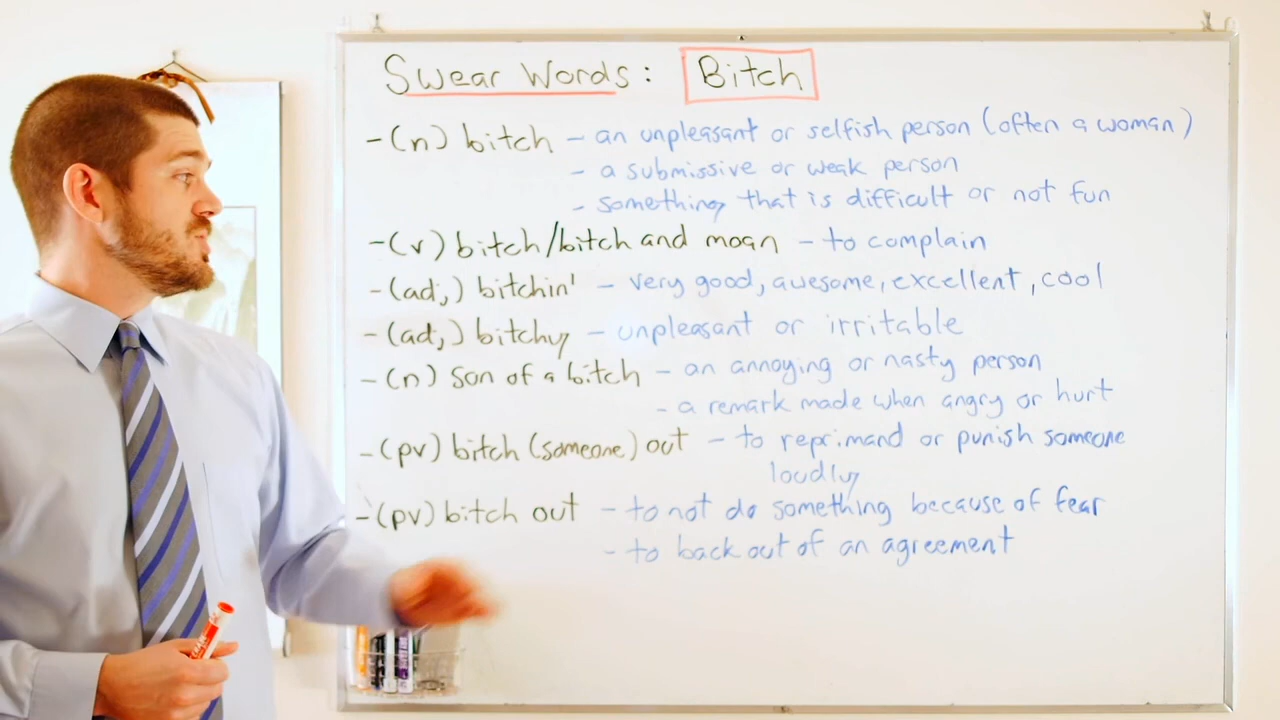 Swear Words: Bitch
-(n) bitch - an unpleasant or selfish person (often a woman)
- a submissive or weak person
- something that is difficult or not fun
-(v) bitch/bitch and moan - to complain
-(adj) bitchin' - very good, awesome, excellent, cool
-(adj) bitchy - unpleasant or irritable
-(n) son of a bitch - an annoying or nasty person
- a remark made when angry or hurt
-(pv) bitch (someone) out - to reprimand or punish someone
loudly
-(pv) bitch out - to not do something because of fear
- to back out of an agreement